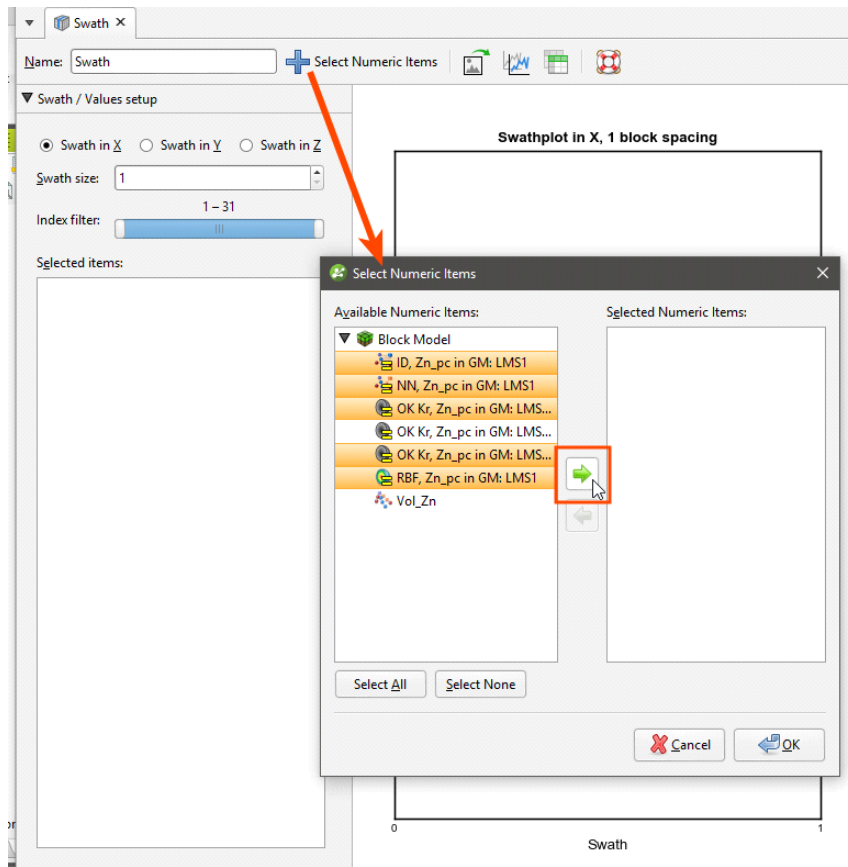 Swath
Name: Swath Select Numeric Items
Swath / Values setup
Swath in X Swath in Y Swath in Z
Swath size: 1
1 – 31
Index filter:
Selected items:
Swathplot in X, 1 block spacing
Select Numeric Items
Available Numeric Items: Selected Numeric Items:
Block Model
ID, Zn_pc in GM: LMS1
NN, Zn_pc in GM: LMS1
OK Kr, Zn_pc in GM: LMS...
OK Kr, Zn_pc in GM: LMS...
OK Kr, Zn_pc in GM: LMS...
RBF, Zn_pc in GM: LMS1
Vol_Zn
Select All Select None
Cancel OK
0 1
Swath